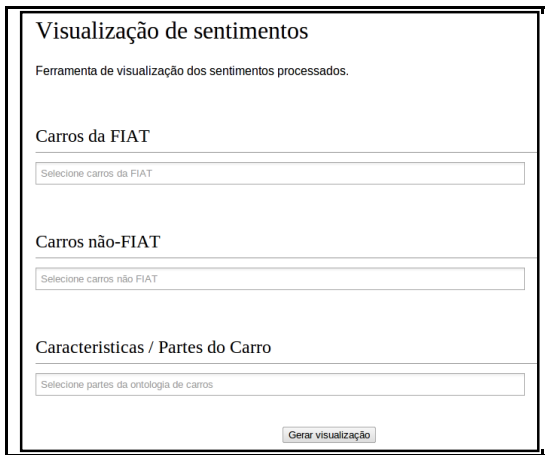 Visualização de sentimentos
Ferramenta de visualização dos sentimentos processados.
Carros da FIAT
Selecione carros da FIAT
Carros não-FIAT
Selecione carros não FIAT
Caracteristicas / Partes do Carro
Selecione partes da ontologia de carros
Gerar visualização